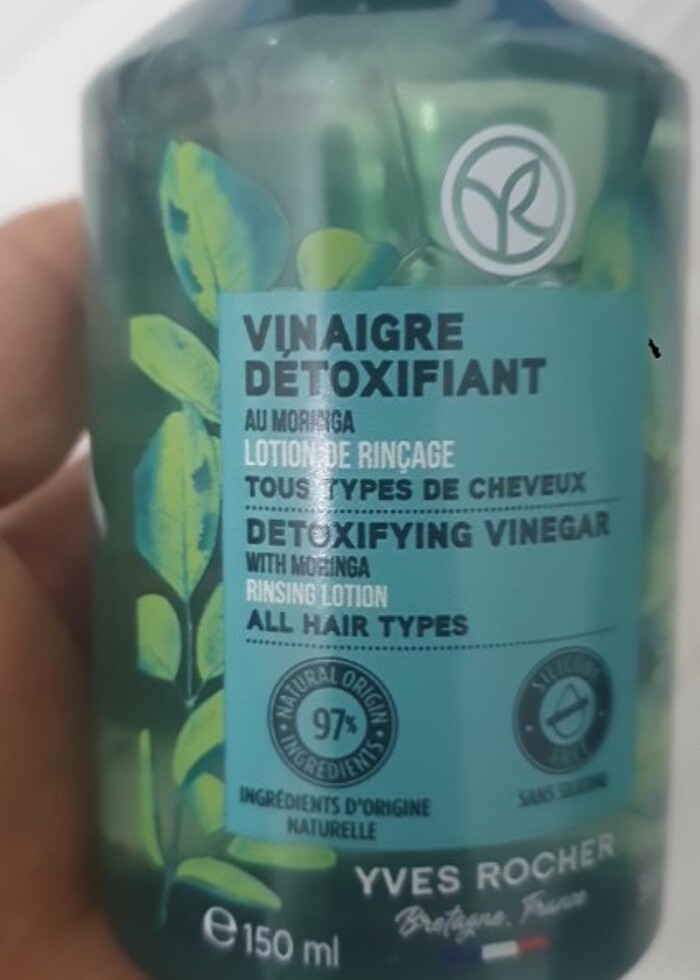 VINAIGRE
DÉTOXIFIANT
AU MORINGA
LOTION DE RINÇAGE
TOUS TYPES DE CHEVEUX
DETOXIFYING VINEGAR
WITH MORINGA
RINSING LOTION
ALL HAIR TYPES
NATURAL ORIGIN
97%
INGREDIENTS
SILICONE
FREE
INGRÉDIENTS D'ORIGINE
NATURELLE
SANS SILICONE
YVES ROCHER
Bretagne, France
e 150 ml